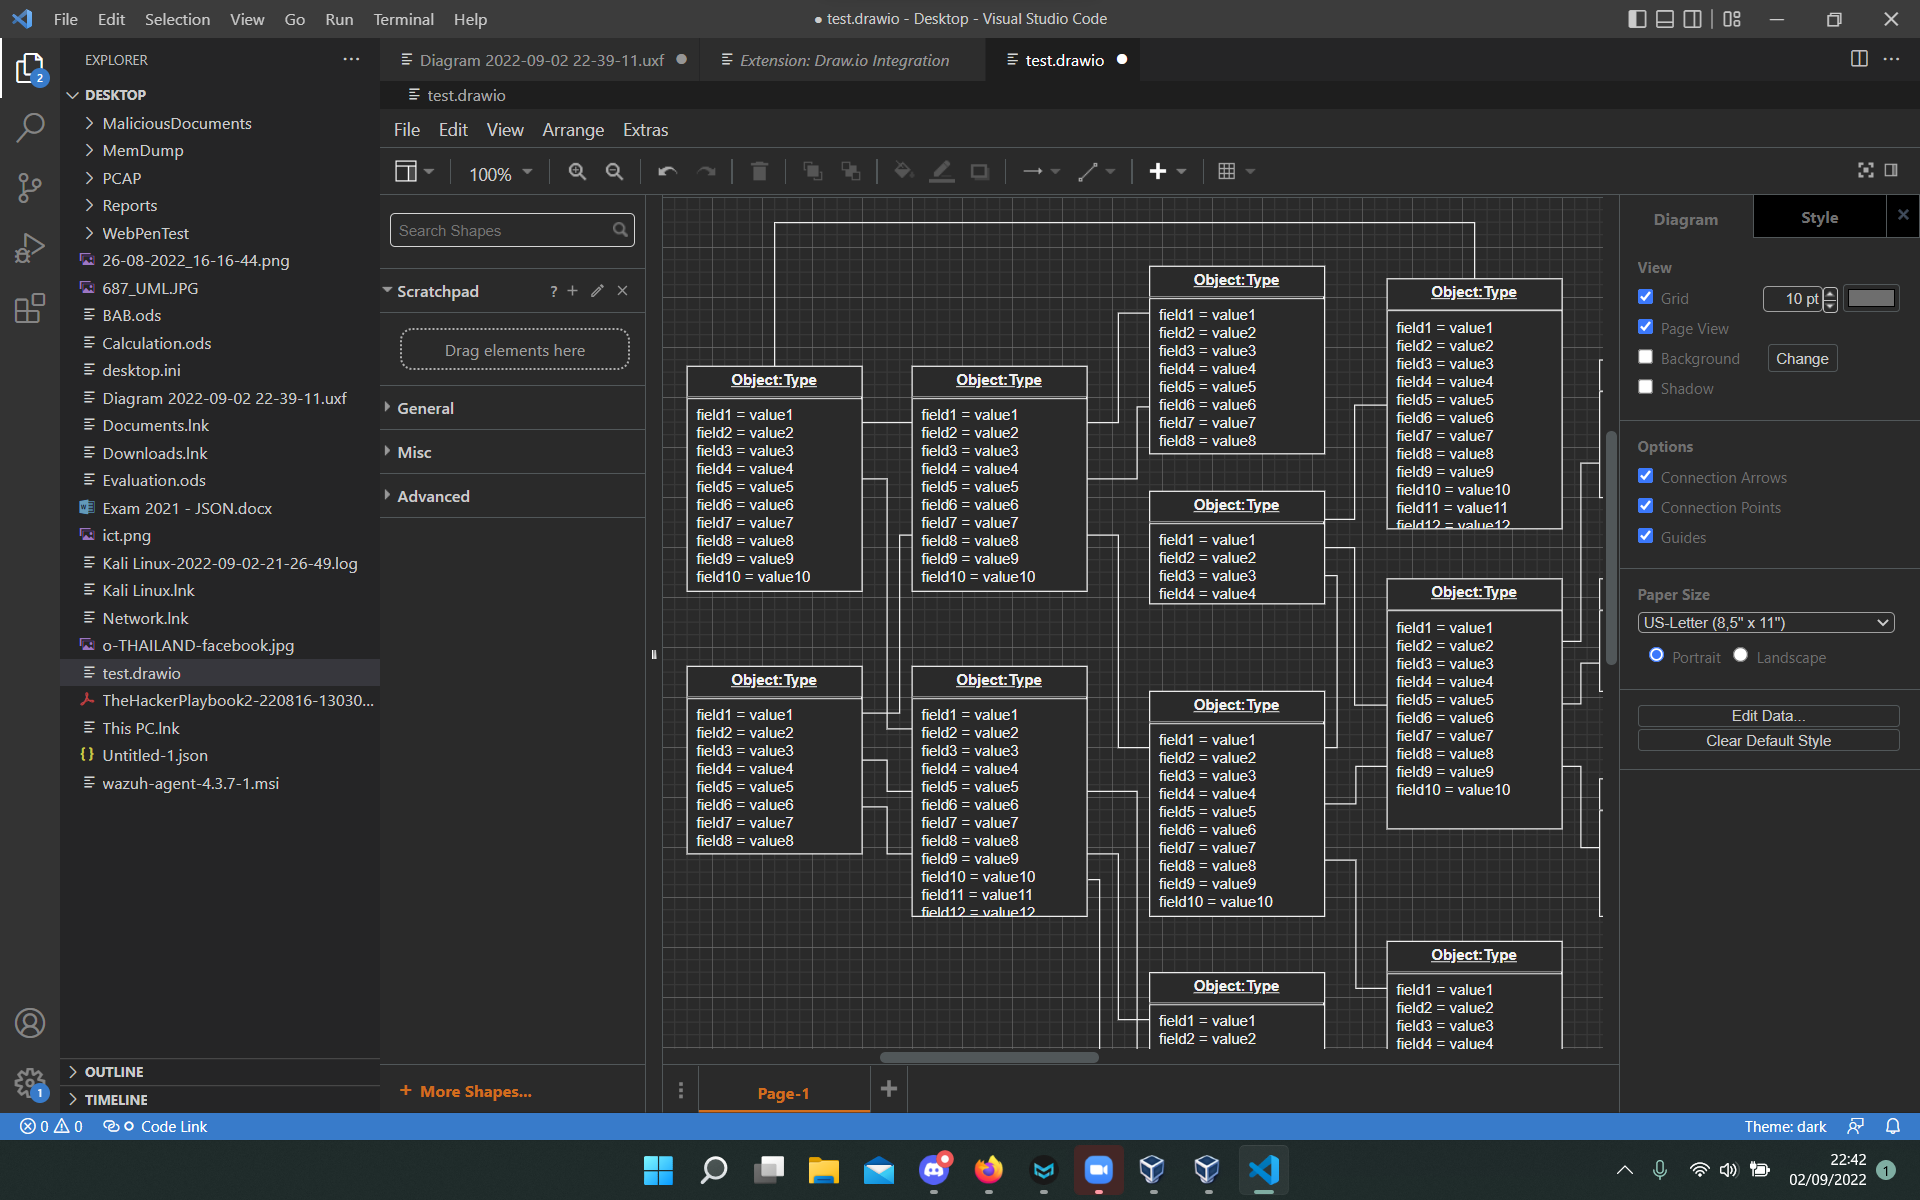 File Edit Selection View Go Run Terminal Help
● test.drawio - Desktop - Visual Studio Code
EXPLORER
Diagram 2022-09-02 22-39-11.uxf
Extension: Draw.io Integration
test.drawio
DESKTOP
MaliciousDocuments
MemDump
PCAP
Reports
WebPenTest
26-08-2022_16-16-44.png
687_UML.JPG
BAB.ods
Calculation.ods
desktop.ini
Diagram 2022-09-02 22-39-11.uxf
Documents.lnk
Downloads.lnk
Evaluation.ods
Exam 2021 - JSON.docx
ict.png
Kali Linux-2022-09-02-21-26-49.log
Kali Linux.lnk
Network.lnk
o-THAILAND-facebook.jpg
test.drawio
TheHackerPlaybook2-220816-13030...
This PC.lnk
Untitled-1.json
wazuh-agent-4.3.7-1.msi
OUTLINE
TIMELINE
2
1
test.drawio
File Edit View Arrange Extras
100%
Search Shapes
Scratchpad
?
Drag elements here
General
Misc
Advanced
+ More Shapes...
Object:Type
field1 = value1
field2 = value2
field3 = value3
field4 = value4
field5 = value5
field6 = value6
field7 = value7
field8 = value8
field9 = value9
field10 = value10
Object:Type
field1 = value1
field2 = value2
field3 = value3
field4 = value4
field5 = value5
field6 = value6
field7 = value7
field8 = value8
Object:Type
field1 = value1
field2 = value2
field3 = value3
field4 = value4
field5 = value5
field6 = value6
field7 = value7
field8 = value8
field9 = value9
field10 = value10
Object:Type
field1 = value1
field2 = value2
field3 = value3
field4 = value4
field5 = value5
field6 = value6
field7 = value7
field8 = value8
field9 = value9
field10 = value10
field11 = value11
field12 = value12
Object:Type
field1 = value1
field2 = value2
field3 = value3
field4 = value4
field5 = value5
field6 = value6
field7 = value7
field8 = value8
Object:Type
field1 = value1
field2 = value2
field3 = value3
field4 = value4
Object:Type
field1 = value1
field2 = value2
field3 = value3
field4 = value4
field5 = value5
field6 = value6
field7 = value7
field8 = value8
field9 = value9
field10 = value10
Object:Type
field1 = value1
field2 = value2
Object:Type
field1 = value1
field2 = value2
field3 = value3
field4 = value4
field5 = value5
field6 = value6
field7 = value7
field8 = value8
field9 = value9
field10 = value10
field11 = value11
field12 = value12
Object:Type
field1 = value1
field2 = value2
field3 = value3
field4 = value4
field5 = value5
field6 = value6
field7 = value7
field8 = value8
field9 = value9
field10 = value10
Object:Type
field1 = value1
field2 = value2
field3 = value3
field4 = value4
Page-1
Diagram Style
View
Grid 10 pt
Page View
Background Change
Shadow
Options
Connection Arrows
Connection Points
Guides
Paper Size
US-Letter (8,5" x 11")
Portrait Landscape
Edit Data...
Clear Default Style
0 0 Code Link
Theme: dark
22:42
02/09/2022
1